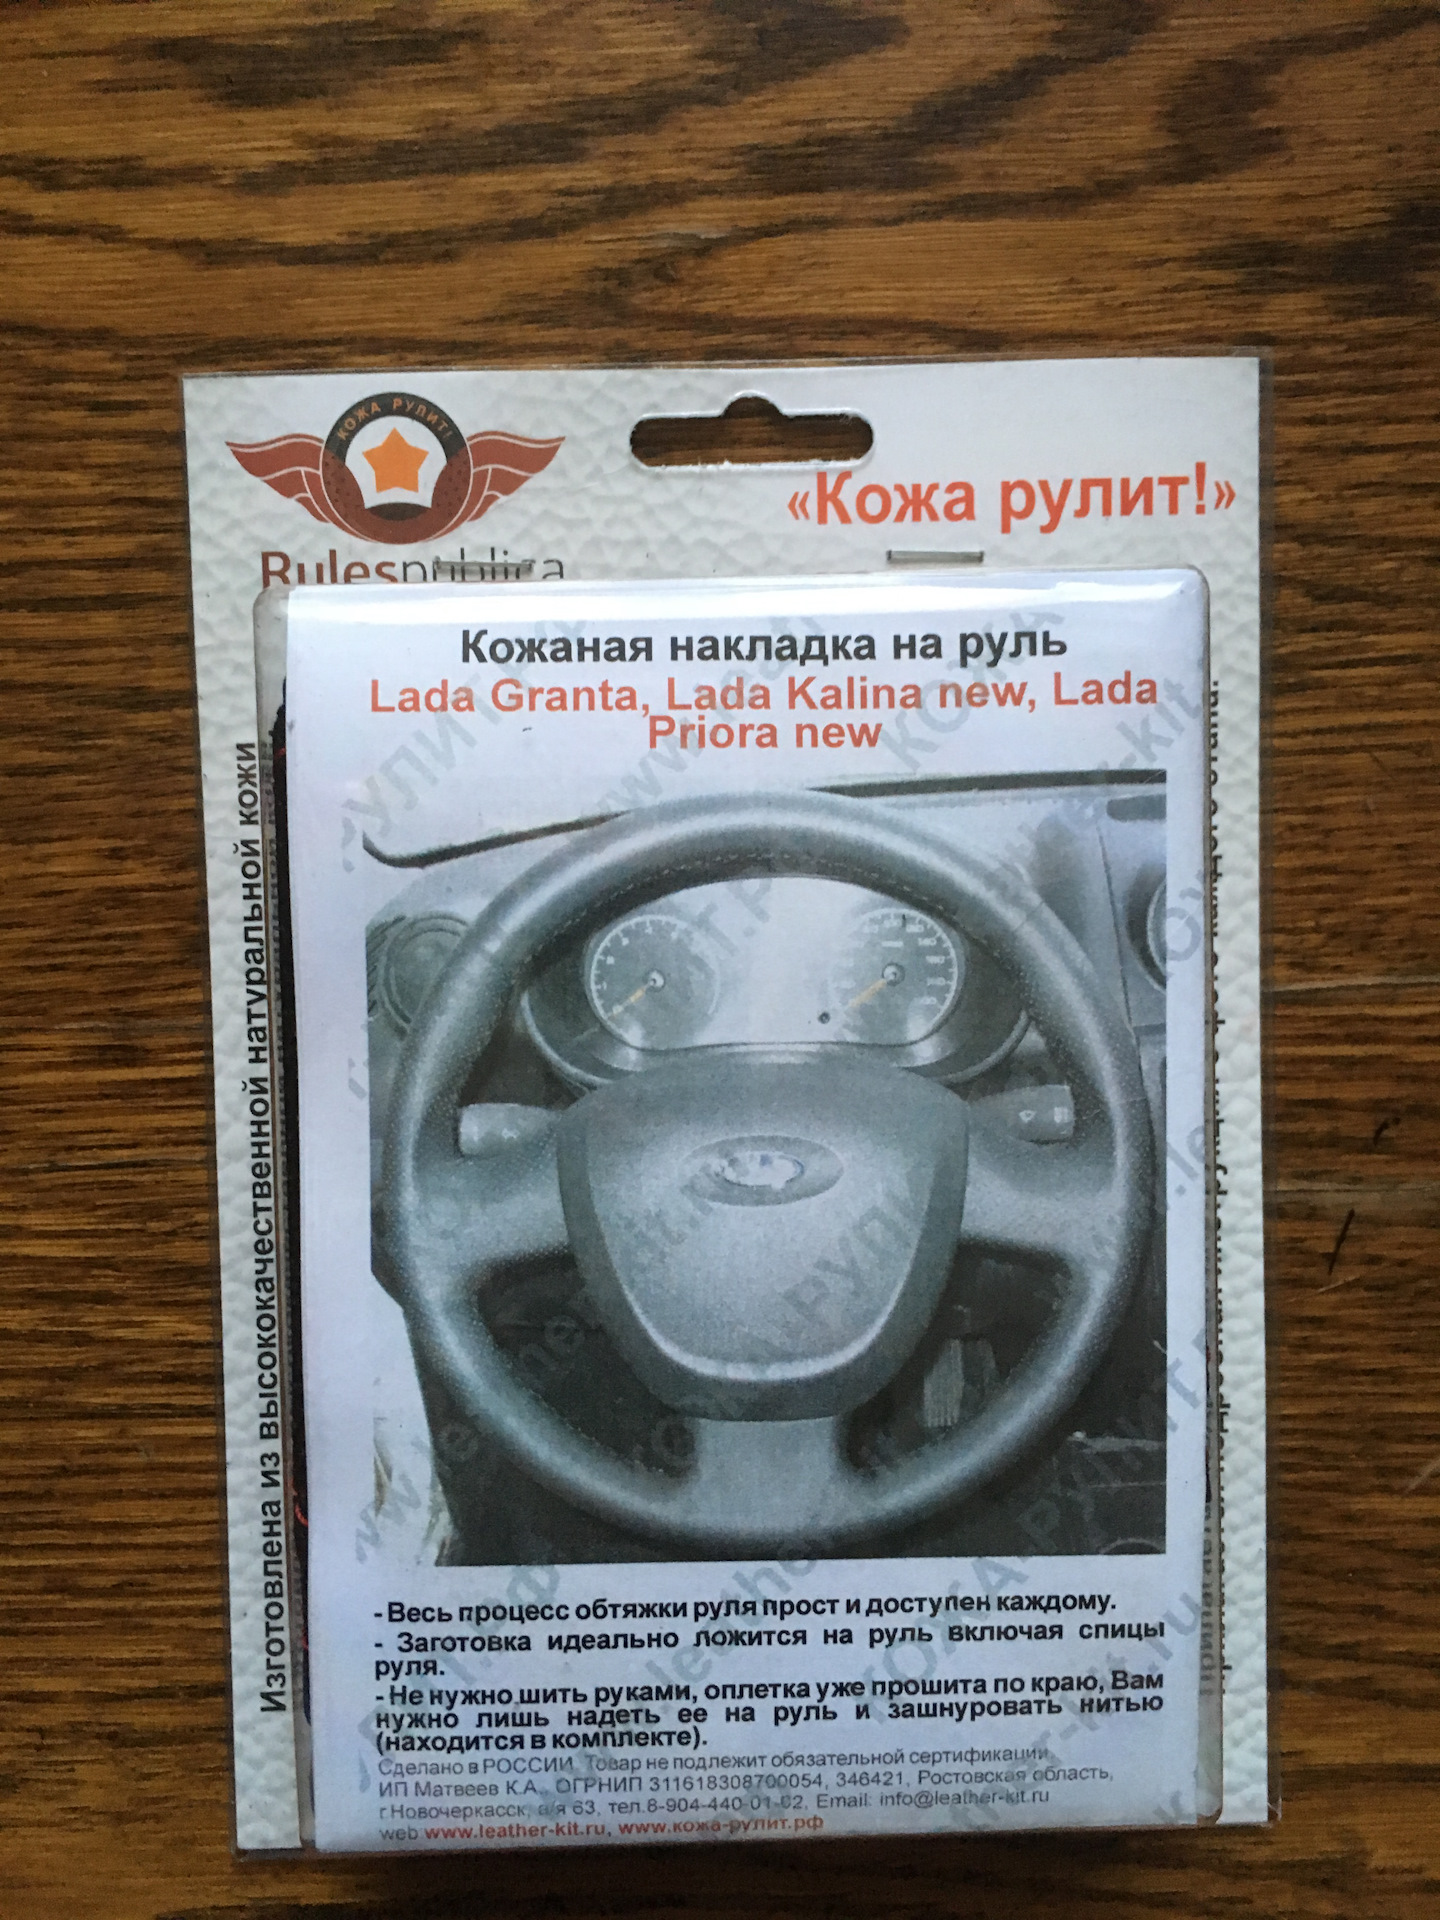 КОЖА РУЛИТ!
«Кожа рулит!»
Rulespublica
Кожаная накладка на руль
Lada Granta, Lada Kalina new, Lada
Priora new
Изготовлена из высококачественной натуральной кожи
- Весь процесс обтяжки руля прост и доступен каждому.
- Заготовка идеально ложится на руль включая спицы
руля.
- Не нужно шить руками, оплетка уже прошита по краю, Вам
нужно лишь надеть ее на руль и зашнуровать нитью
(находится в комплекте).
Сделано в РОССИИ. Товар не подлежит обязательной сертификации
ИП Матвеев К.А., ОГРНИП 311618308700054, 346421, Ростовская область,
г.Новочеркасск, а/я 63, тел.8-904-440-01-02, Email: info@leather-kit.ru
web:www.leather-kit.ru, www.кожа-рулит.рф